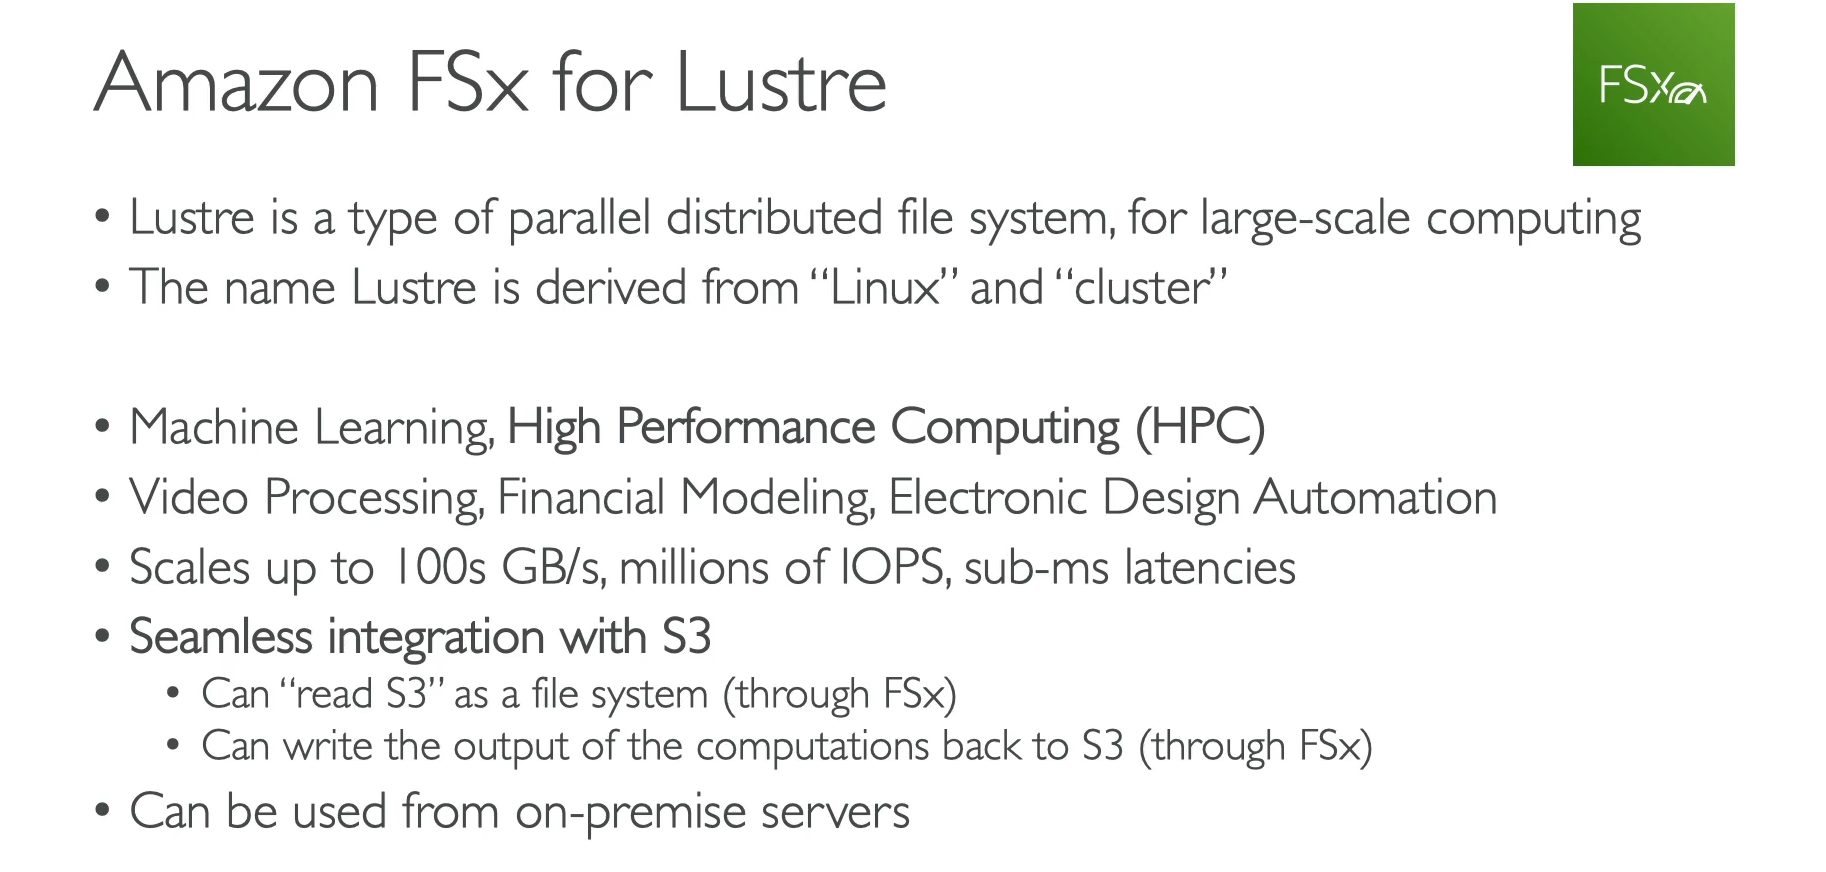 Amazon FSx for Lustre
FSx
• Lustre is a type of parallel distributed file system, for large-scale computing
• The name Lustre is derived from “Linux” and “cluster”
• Machine Learning, High Performance Computing (HPC)
• Video Processing, Financial Modeling, Electronic Design Automation
• Scales up to 100s GB/s, millions of IOPS, sub-ms latencies
• Seamless integration with S3
• Can “read S3” as a file system (through FSx)
• Can write the output of the computations back to S3 (through FSx)
• Can be used from on-premise servers